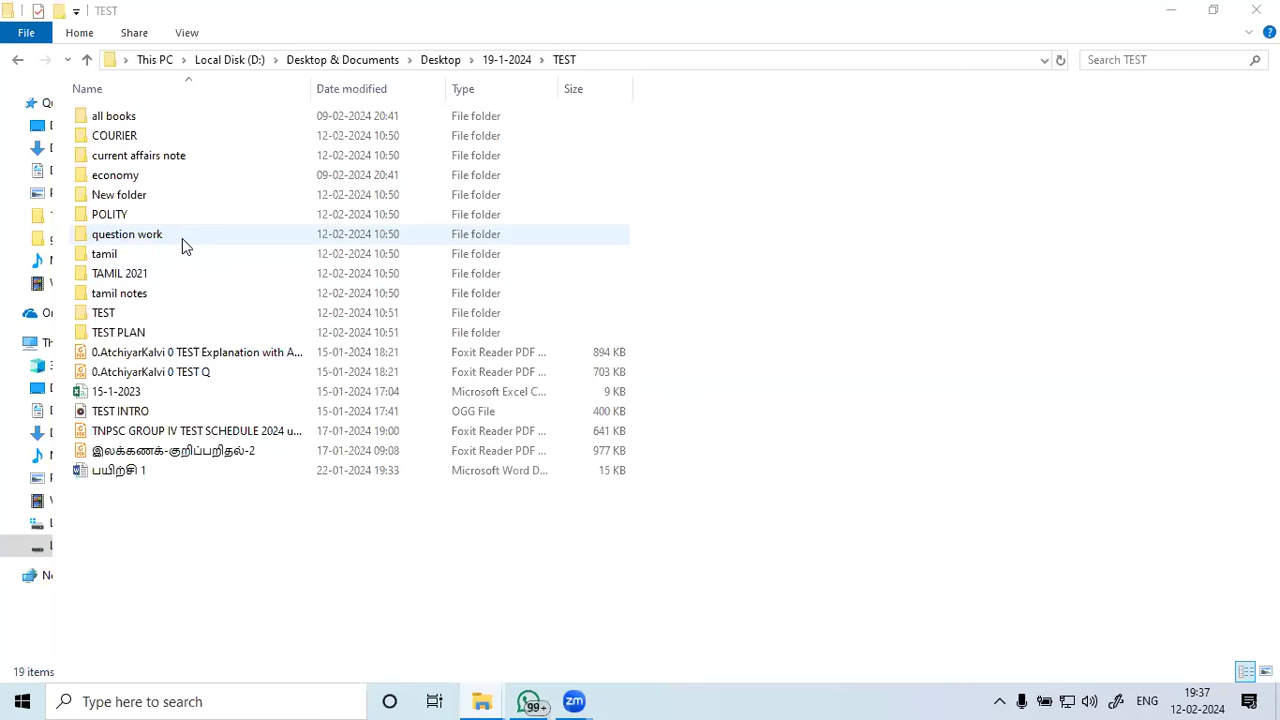 TEST
File Home Share View
This PC Local Disk (D:) Desktop & Documents Desktop 19-1-2024 TEST Search TEST
Name Date modified Type Size
all books 09-02-2024 20:41 File folder
COURIER 12-02-2024 10:50 File folder
current affairs note 12-02-2024 10:50 File folder
economy 09-02-2024 20:41 File folder
New folder 12-02-2024 10:50 File folder
POLITY 12-02-2024 10:50 File folder
question work 12-02-2024 10:50 File folder
tamil 12-02-2024 10:50 File folder
TAMIL 2021 12-02-2024 10:50 File folder
tamil notes 12-02-2024 10:50 File folder
TEST 12-02-2024 10:51 File folder
TEST PLAN 12-02-2024 10:51 File folder
0.AtchiyarKalvi 0 TEST Explanation with A... 15-01-2024 18:21 Foxit Reader PDF ... 894 KB
0.AtchiyarKalvi 0 TEST Q 15-01-2024 18:21 Foxit Reader PDF ... 703 KB
15-1-2023 15-01-2024 17:04 Microsoft Excel C... 9 KB
TEST INTRO 15-01-2024 17:41 OGG File 400 KB
TNPSC GROUP IV TEST SCHEDULE 2024 u... 17-01-2024 19:00 Foxit Reader PDF ... 641 KB
இலக்கணக்-குறிப்பறிதல்-2 17-01-2024 09:08 Foxit Reader PDF ... 977 KB
பயிற்சி 1 22-01-2024 19:33 Microsoft Word D... 15 KB
19 items
Type here to search 99+ zm ENG 19:37
12-02-2024